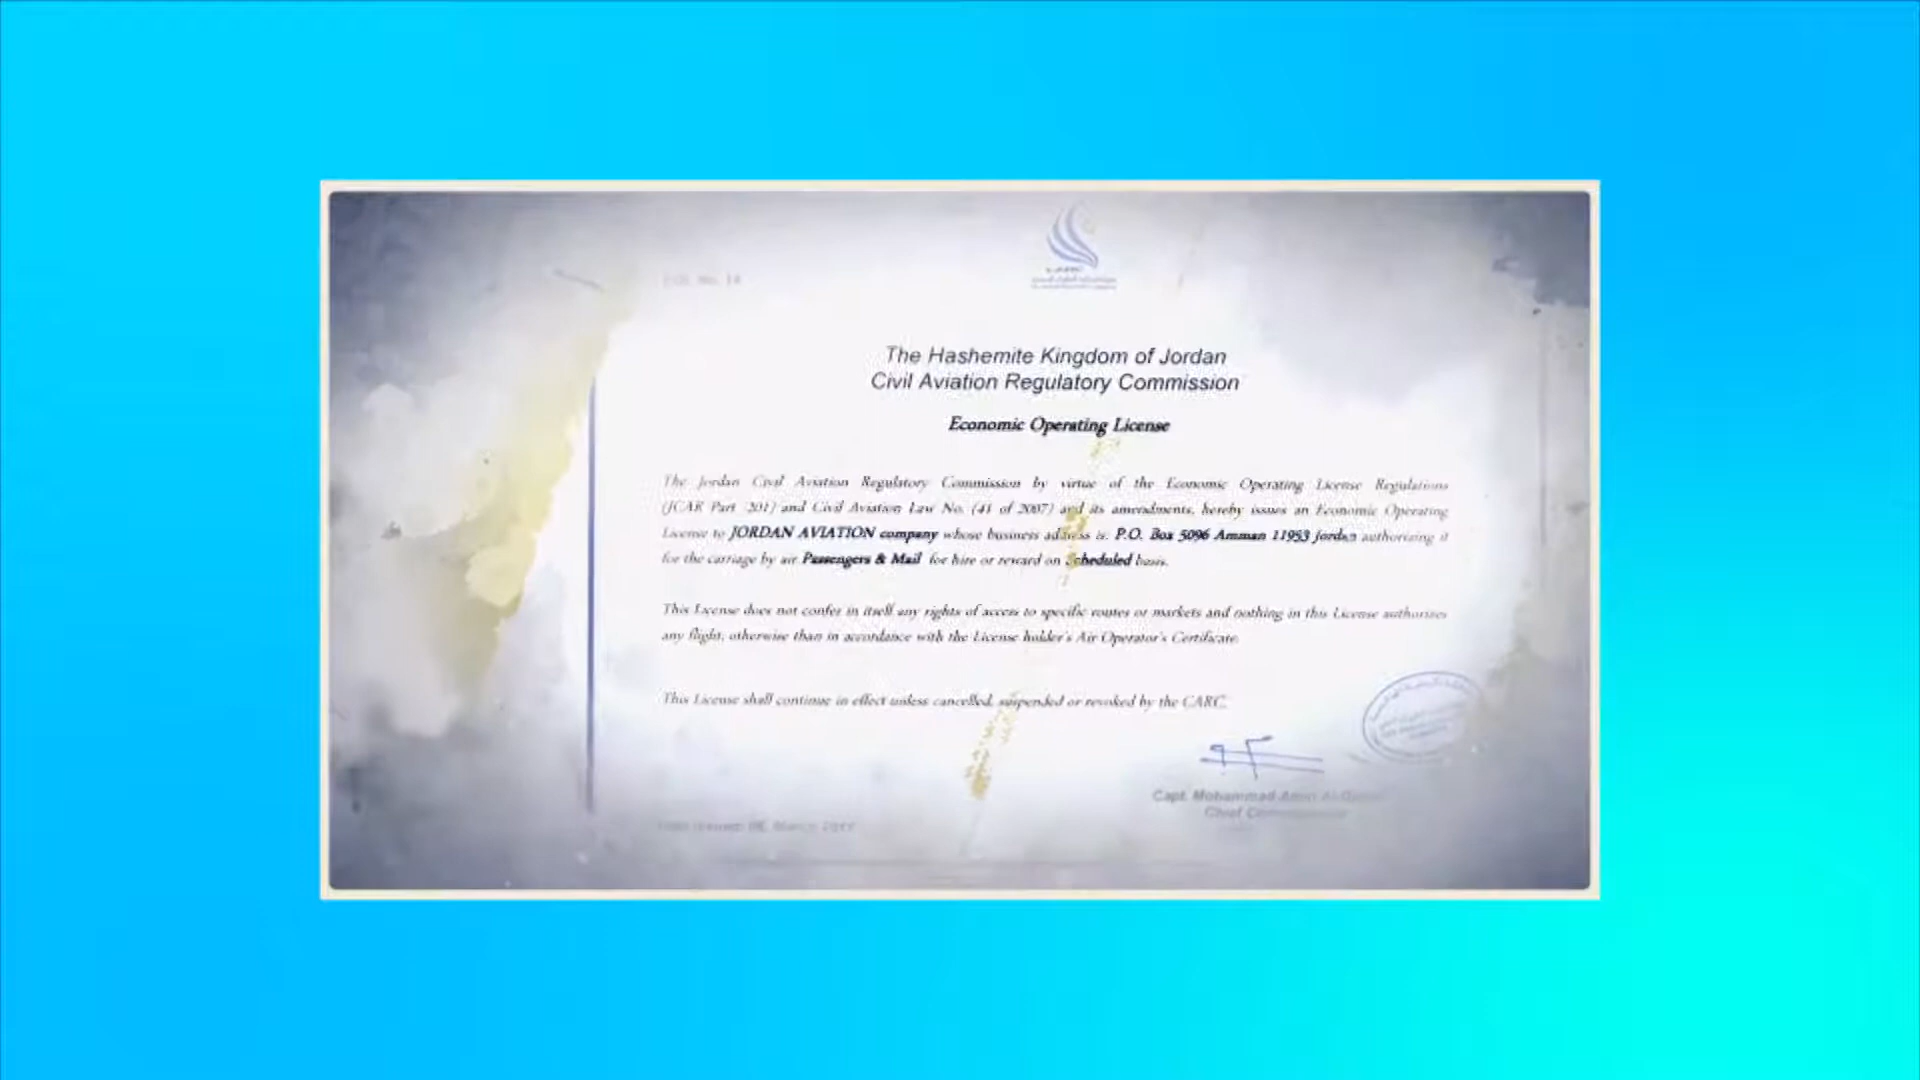 The Hashemite Kingdom of Jordan
Civil Aviation Regulatory Commission
Economic Operating License
The Jordan Civil Aviation Regulatory Commission by virtue of the Economic Operating License Regulations
(JCAR Part 201) and Civil Aviation Law No. (41 of 2007) and its amendments, hereby issues an Economic Operating
License to JORDAN AVIATION company whose business address is: P.O. Box 5096 Amman 11953 Jordan authorizing it
for the carriage by air Passengers & Mail for hire or reward on Scheduled basis.
This License does not confer in itself any rights of access to specific routes or markets and nothing in this License authorizes
any flight, otherwise than in accordance with the License holder's Air Operator's Certificate
This License shall continue in effect unless cancelled, suspended or revoked by the CARC.
Capt. Mohammad Amin
Chief